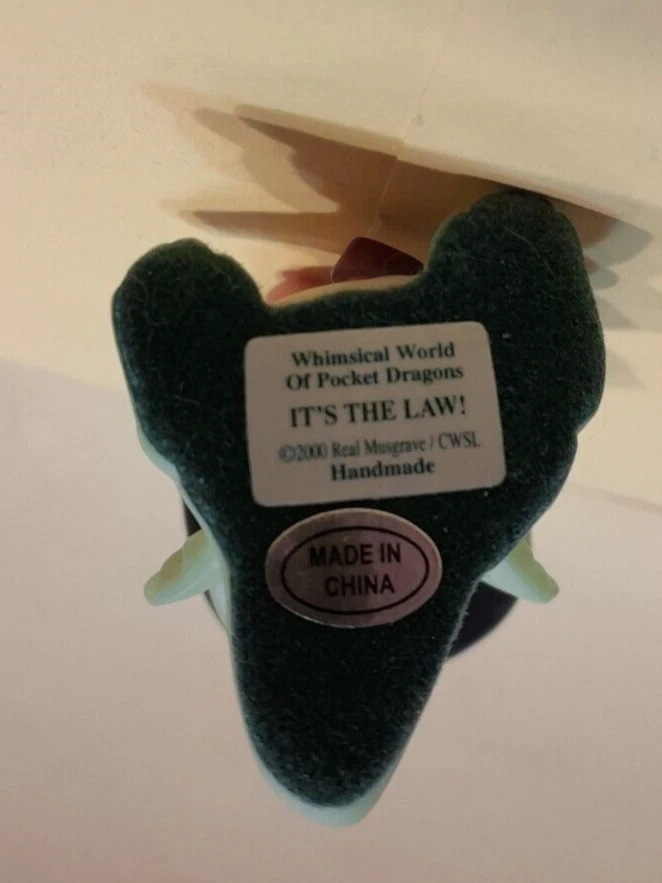 Whimsical World
Of Pocket Dragons
IT'S THE LAW!
©2000 Real Musgrave / CWSL
Handmade
MADE IN
CHINA